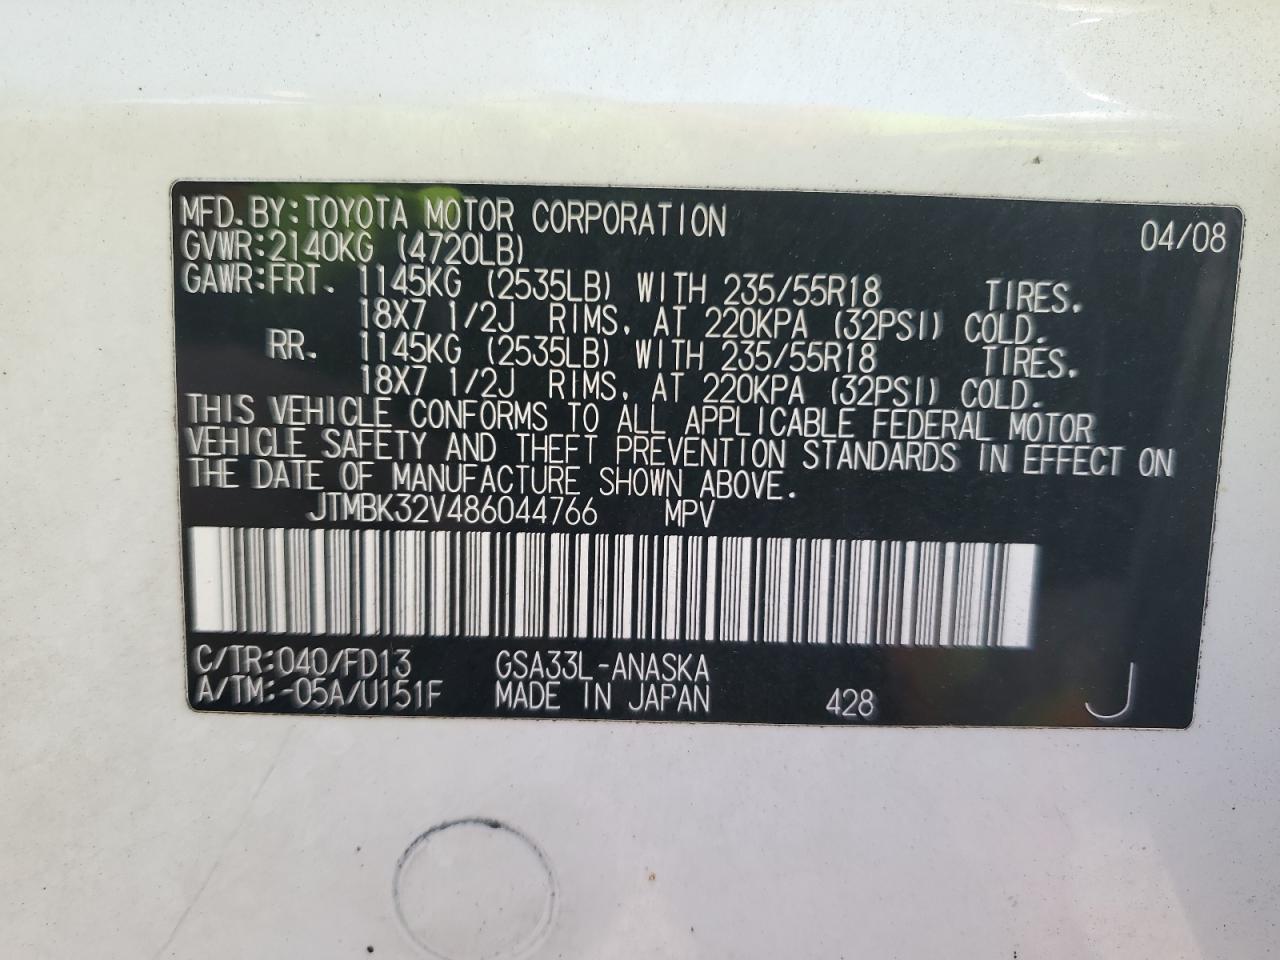 MFD.BY:TOYOTA MOTOR CORPORATION 04/08
GVWR:2140KG (4720LB)
GAWR:FRT. 1145KG (2535LB) WITH 235/55R18 TIRES.
18X7 1/2J RIMS. AT 220KPA (32PSI) COLD.
RR. 1145KG (2535LB) WITH 235/55R18 TIRES.
18X7 1/2J RIMS. AT 220KPA (32PSI) COLD.
THIS VEHICLE CONFORMS TO ALL APPLICABLE FEDERAL MOTOR
VEHICLE SAFETY AND THEFT PREVENTION STANDARDS IN EFFECT ON
THE DATE OF MANUFACTURE SHOWN ABOVE.
JTMBK32V486044766 MPV
C/TR:040/FD13 GSA33L-ANASKA
A/TM:-05A/U151F MADE IN JAPAN 428 J